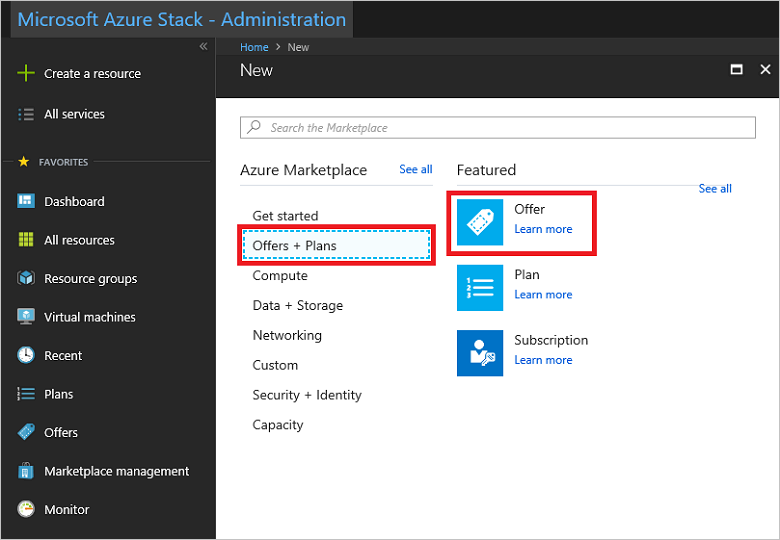 Microsoft Azure Stack - Administration
«
Create a resource
All services
FAVORITES
Dashboard
All resources
Resource groups
Virtual machines
Recent
Plans
Offers
Marketplace management
Monitor
Home > New
New
Search the Marketplace
Azure Marketplace
See all
Get started
Offers + Plans
Compute
Data + Storage
Networking
Custom
Security + Identity
Capacity
Featured
See all
Offer
Learn more
Plan
Learn more
Subscription
Learn more